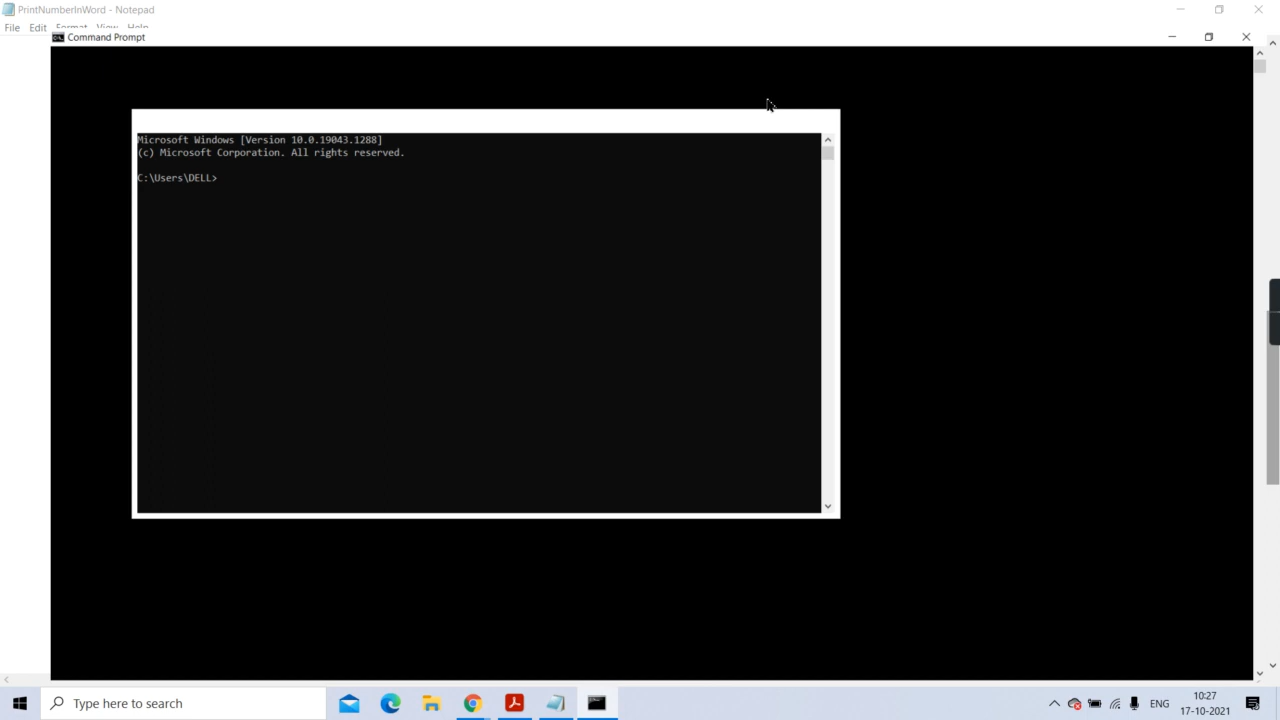 PrintNumberInWord - Notepad
File Edit Format View Help
Command Prompt
Microsoft Windows [Version 10.0.19043.1288]
(c) Microsoft Corporation. All rights reserved.
C:\Users\DELL>
Type here to search
ENG
10:27
17-10-2021